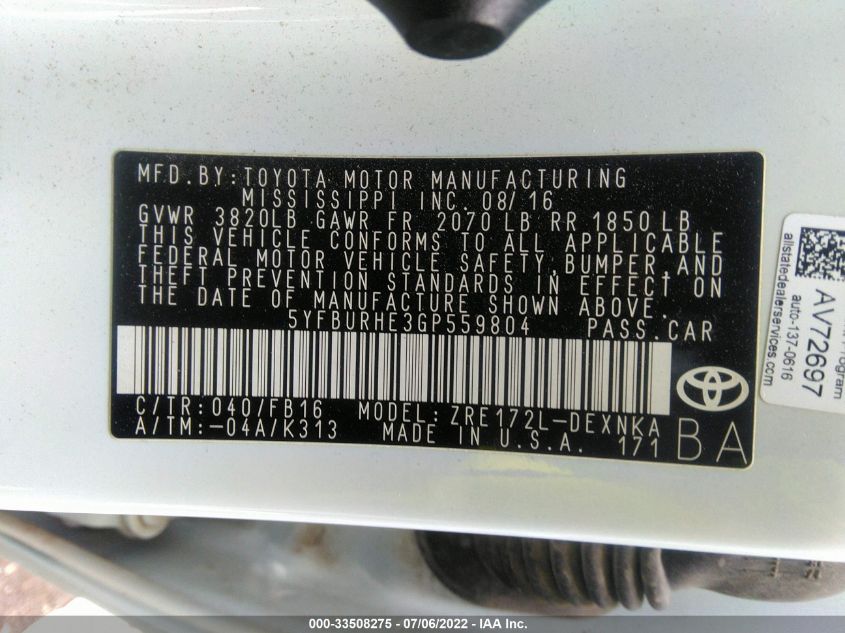 MFD.BY:TOYOTA MOTOR MANUFACTURING
MISSISSIPPI INC. 08/16
GVWR 3820LB GAWR FR 2070 LB RR 1850 LB
THIS VEHICLE CONFORMS TO ALL APPLICABLE
FEDERAL MOTOR VEHICLE SAFETY,BUMPER,AND
THEFT PREVENTION STANDARDS IN EFFECT ON
THE DATE OF MANUFACTURE SHOWN ABOVE.
5YFBURHE3GP559804 PASS.CAR
C/TR: 040/FB16 MODEL: ZRE172L-DEXNKA
A/TM:-04A/K313 MADE IN U.S.A. 171
BA
AV72697
auto-137-0616
allstatedealerservices.com
000-33508275 - 07/06/2022 - IAA Inc.